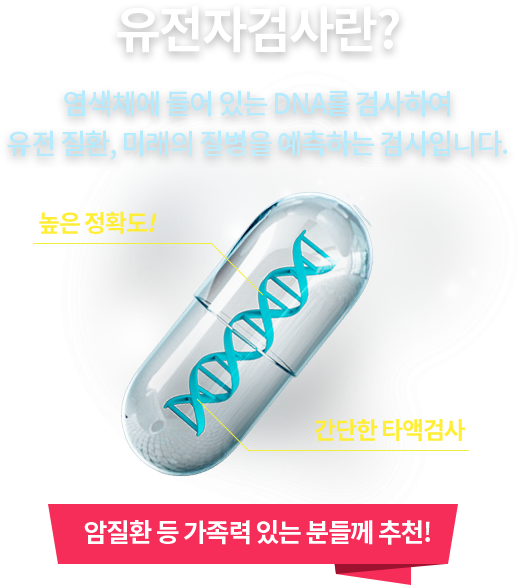 유전자검사란?
염색체에 들어 있는 DNA를 검사하여
유전 질환, 미래의 질병을 예측하는 검사입니다.
높은 정확도!
간단한 타액검사
암질환 등 가족력 있는 분들께 추천!